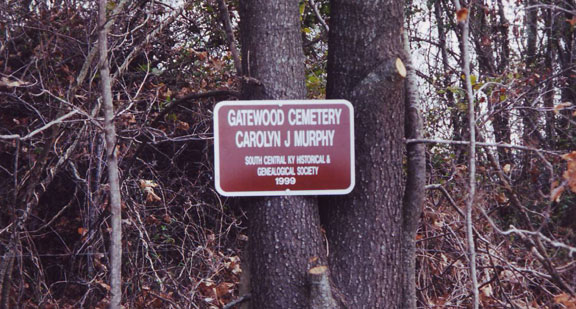 GATEWOOD CEMETERY
CAROLYN J MURPHY
SOUTH CENTRAL KY HISTORICAL &
GENEALOGICAL SOCIETY
1999